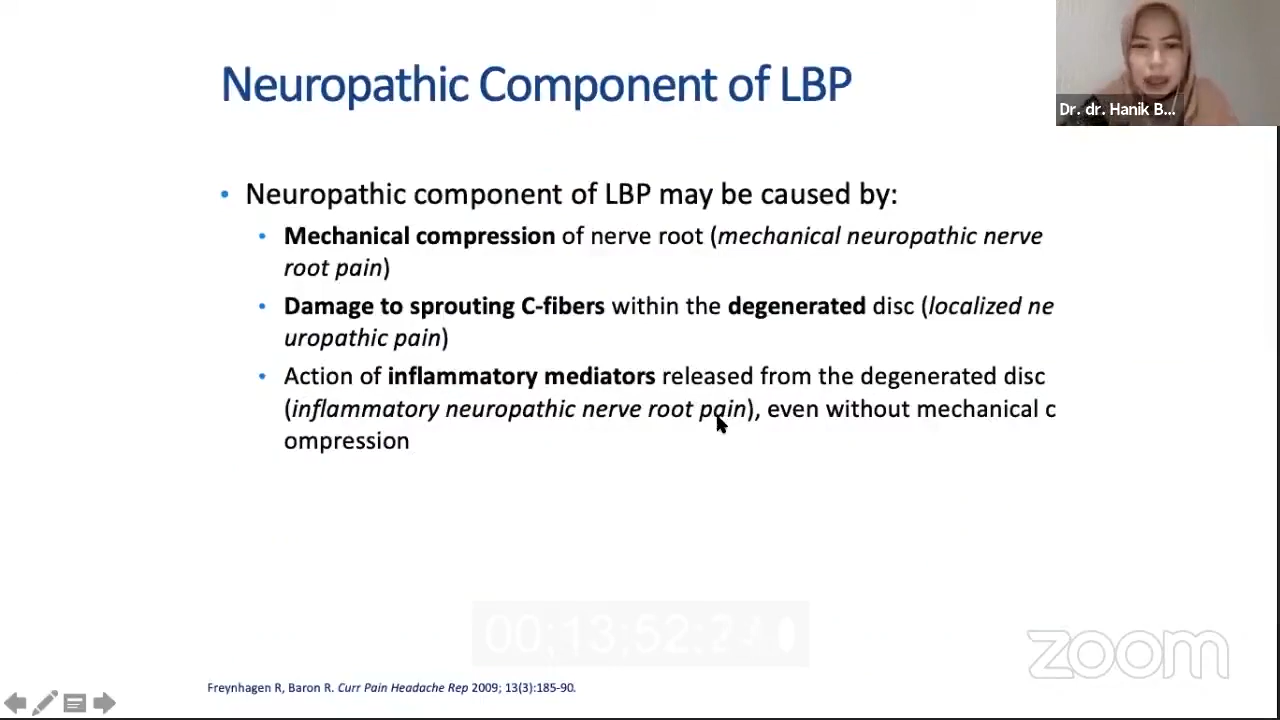 Neuropathic Component of LBP
Dr. dr. Hanik B...
• Neuropathic component of LBP may be caused by:
• Mechanical compression of nerve root (mechanical neuropathic nerve
root pain)
• Damage to sprouting C-fibers within the degenerated disc (localized ne
uropathic pain)
• Action of inflammatory mediators released from the degenerated disc
(inflammatory neuropathic nerve root pain), even without mechanical c
ompression
00:13:52:
zoom
Freynhagen R, Baron R. Curr Pain Headache Rep 2009; 13(3):185-90.